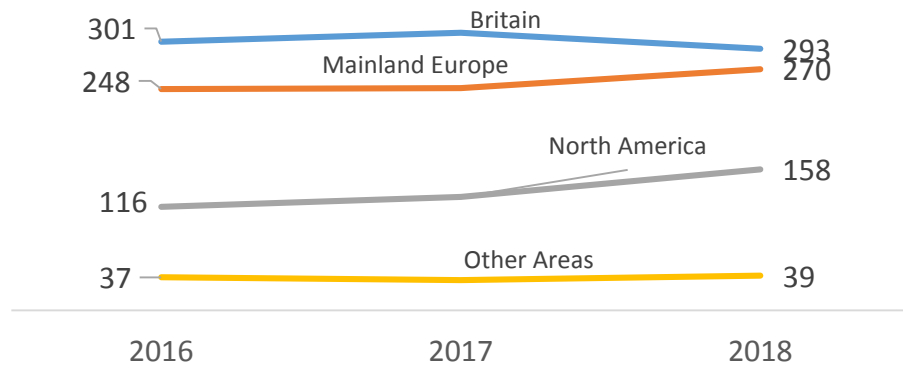 Britain
301
293
Mainland Europe
270
248
North America
158
116
Other Areas
37
39
2016 2017 2018